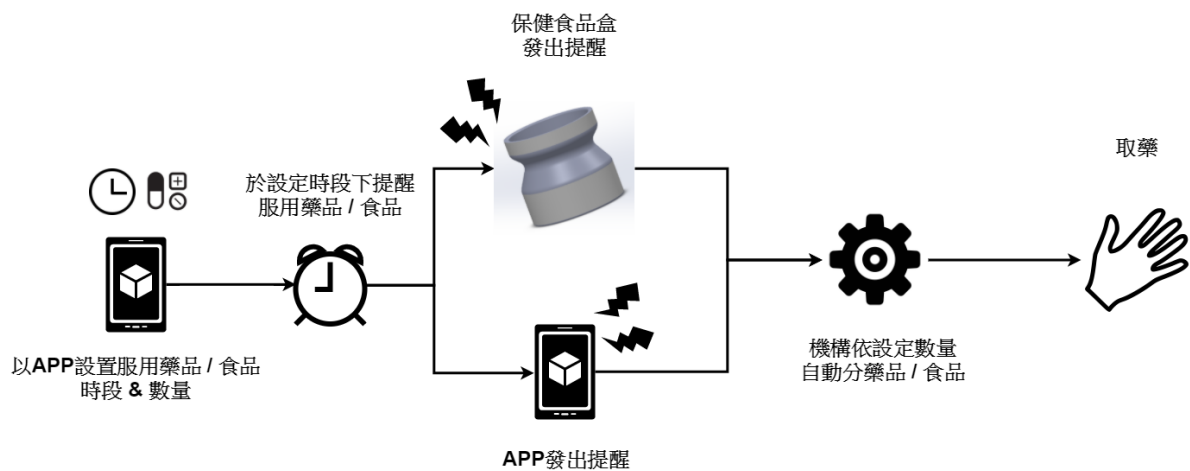 保健食品盒
發出提醒
取藥
於設定時段下提醒
服用藥品 / 食品
以APP設置服用藥品 / 食品
時段 & 數量
機構依設定數量
自動分藥品 / 食品
APP發出提醒